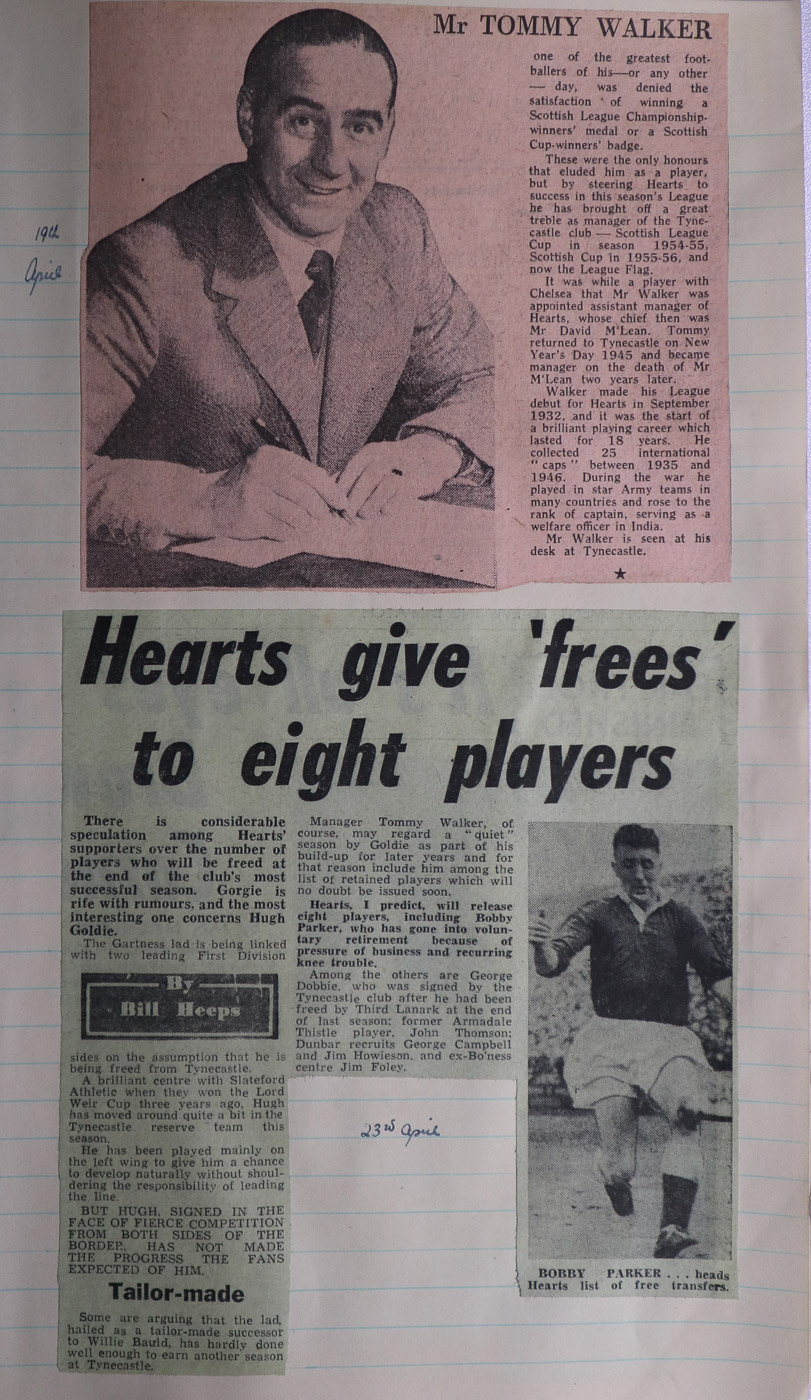 Mr TOMMY WALKER
one of the greatest foot-
ballers of his—or any other
— day, was denied the
satisfaction of winning a
Scottish League Championship-
winners' medal or a Scottish
Cup-winners' badge.
These were the only honours
that eluded him as a player,
but by steering Hearts to
success in this season's League
he has brought off a great
treble as manager of the Tyne-
castle club — Scottish League
Cup in season 1954-55,
Scottish Cup in 1955-56, and
now the League Flag.
It was while a player with
Chelsea that Mr Walker was
appointed assistant manager of
Hearts, whose chief then was
Mr David M'Lean. Tommy
returned to Tynecastle on New
Year's Day 1945 and became
manager on the death of Mr
M'Lean two years later.
Walker made his League
debut for Hearts in September
1932, and it was the start of
a brilliant playing career which
lasted for 18 years. He
collected 25 international
"caps" between 1935 and
1946. During the war he
played in star Army teams in
many countries and rose to the
rank of captain, serving as a
welfare officer in India.
Mr Walker is seen at his
desk at Tynecastle.
★
19th
April
Hearts give 'frees'
to eight players
There is considerable
speculation among Hearts'
supporters over the number of
players who will be freed at
the end of the club's most
successful season. Gorgie is
rife with rumours, and the most
interesting one concerns Hugh
Goldie.
The Gartness lad is being linked
with two leading First Division
By
Bill Heeps
sides on the assumption that he is
being freed from Tynecastle.
A brilliant centre with Slateford
Athletic when they won the Lord
Weir Cup three years ago, Hugh
has moved around quite a bit in the
Tynecastle reserve team this
season.
He has been played mainly on
the left wing to give him a chance
to develop naturally without shoul-
dering the responsibility of leading
the line.
BUT HUGH, SIGNED IN THE
FACE OF FIERCE COMPETITION
FROM BOTH SIDES OF THE
BORDER, HAS NOT MADE
THE PROGRESS THE FANS
EXPECTED OF HIM.
Tailor-made
Some are arguing that the lad,
hailed as a tailor-made successor
to Willie Bauld, has hardly done
well enough to earn another season
at Tynecastle.
Manager Tommy Walker, of
course, may regard a "quiet"
season by Goldie as part of his
build-up for later years and for
that reason include him among the
list of retained players which will
no doubt be issued soon.
Hearts, I predict, will release
eight players, including Bobby
Parker, who has gone into volun-
tary retirement because of
pressure of business and recurring
knee trouble.
Among the others are George
Dobbie, who was signed by the
Tynecastle club after he had been
freed by Third Lanark at the end
of last season; former Armadale
Thistle player, John Thomson;
Dunbar recruits George Campbell
and Jim Howieson, and ex-Bo'ness
centre Jim Foley.
23rd April
BOBBY PARKER . . . heads
Hearts list of free transfers.